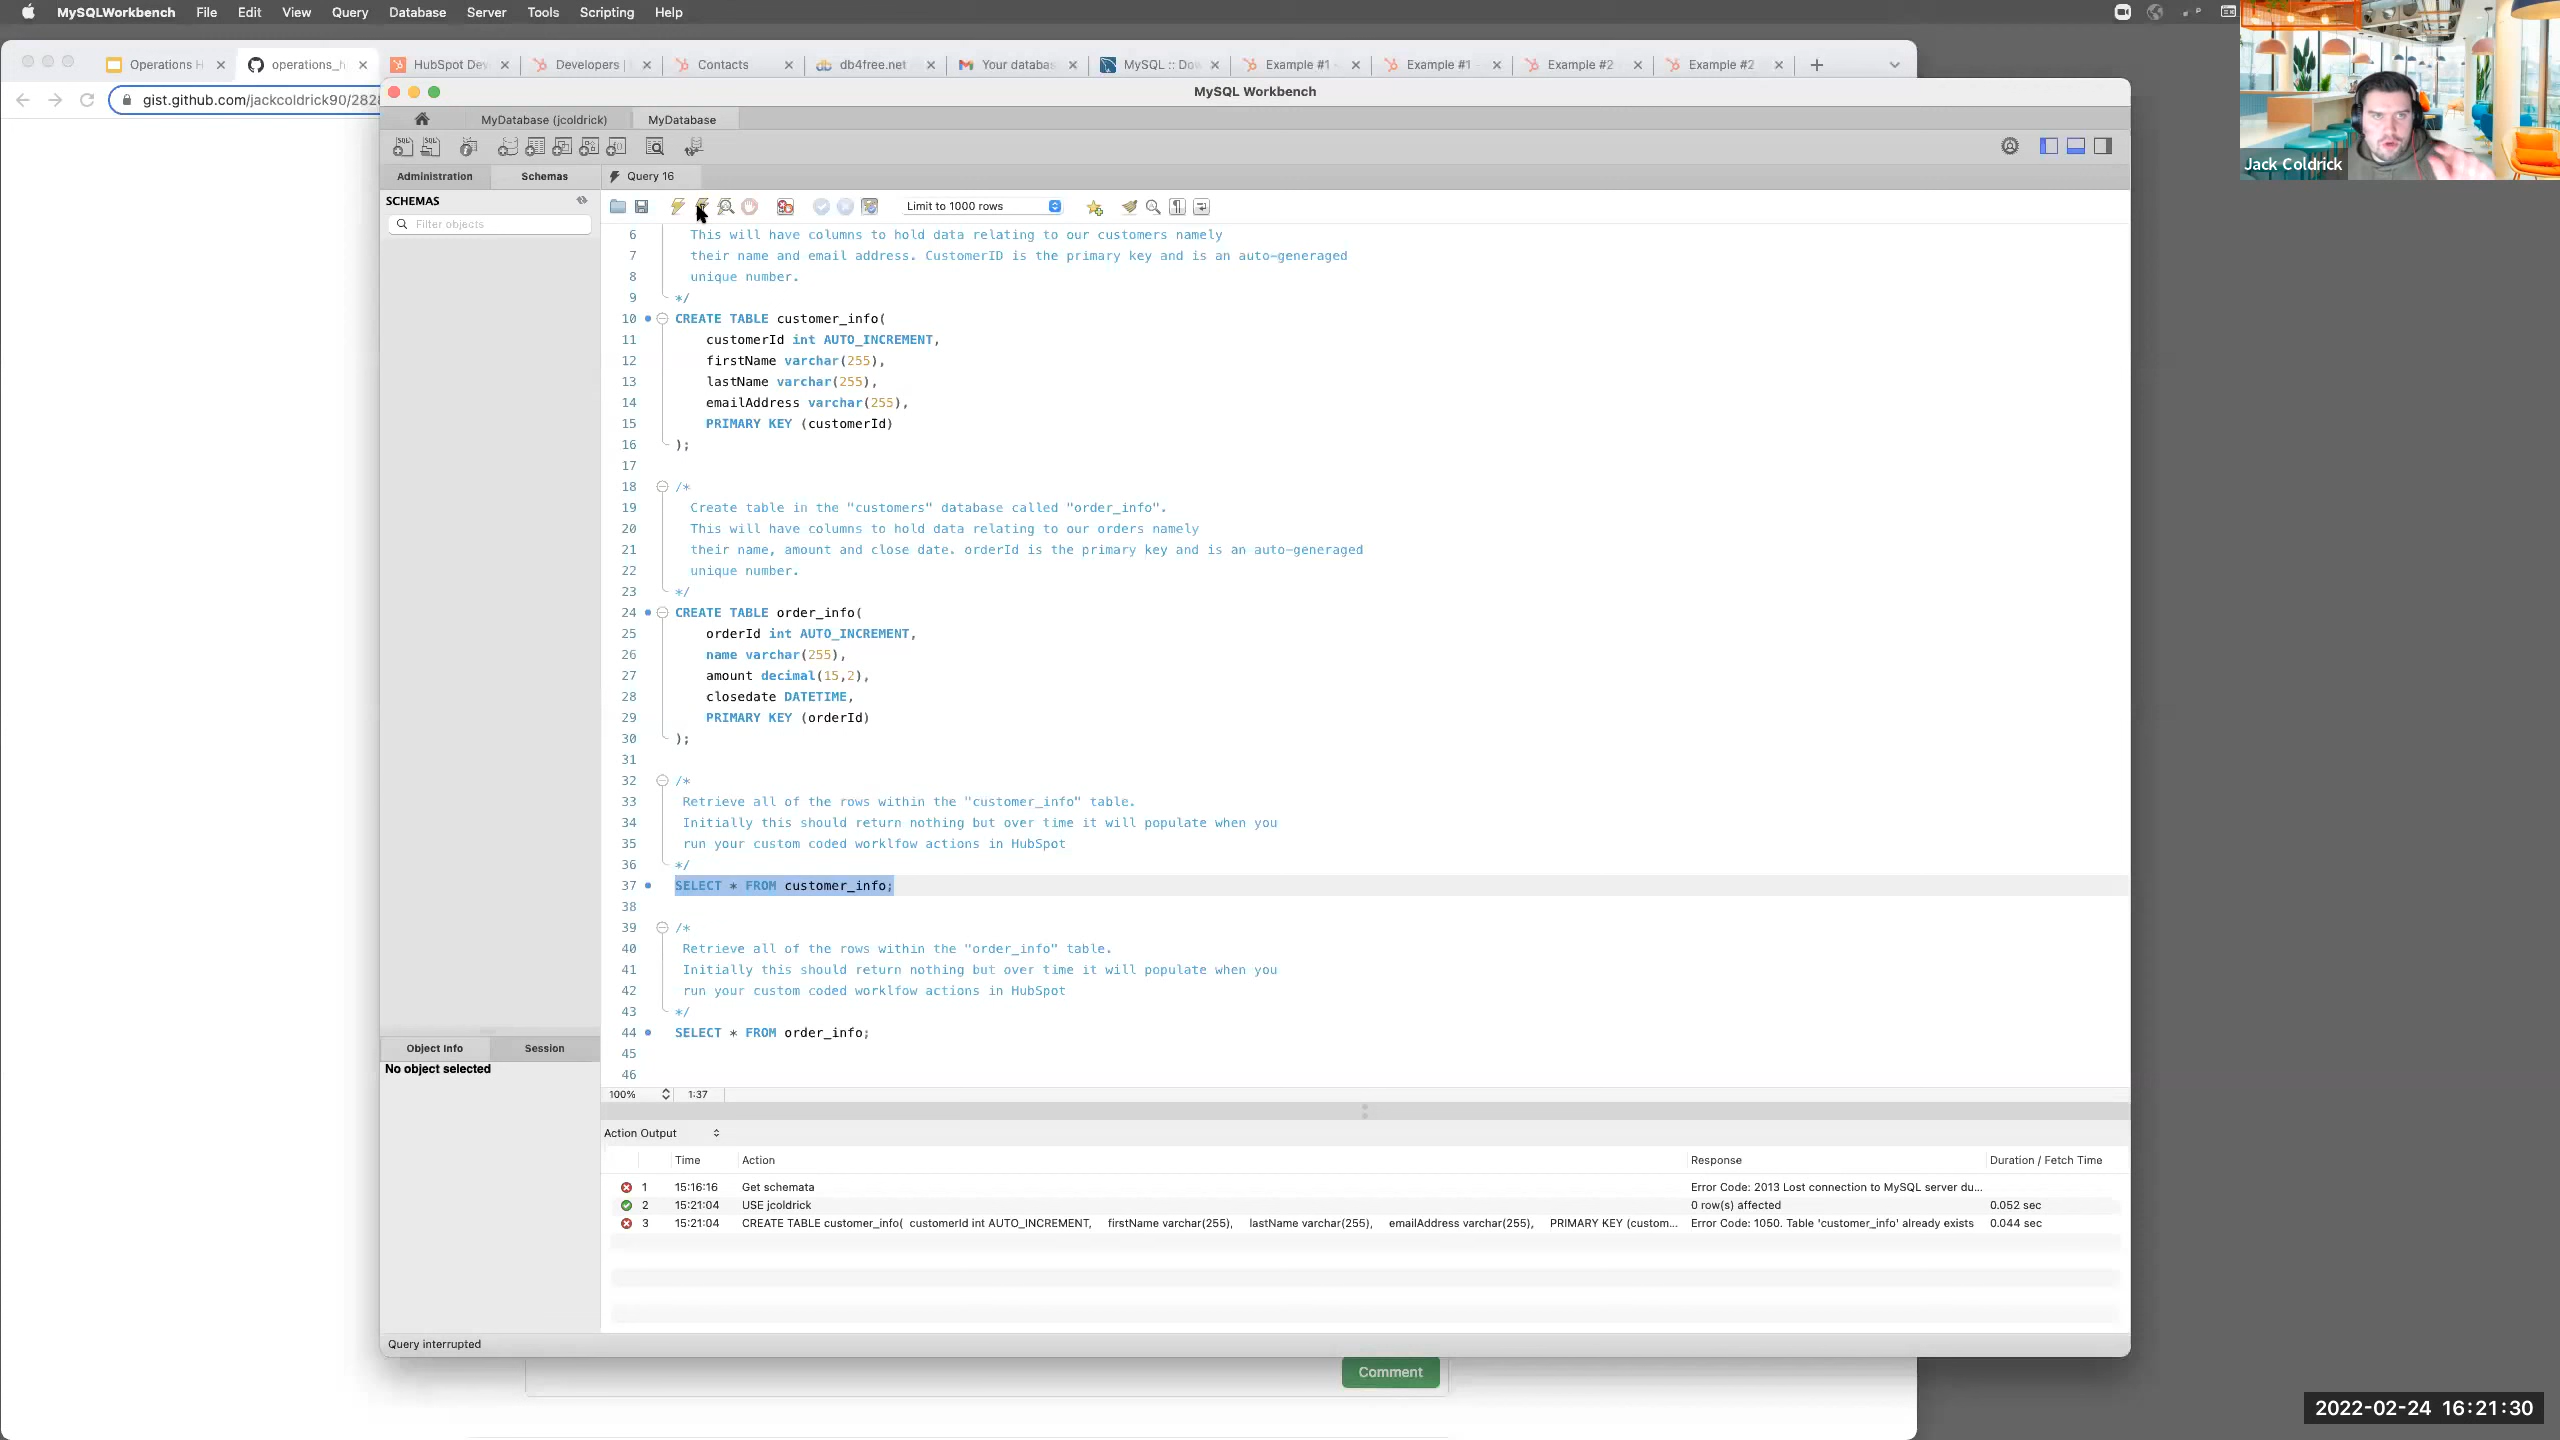 MySQLWorkbench File Edit View Query Database Server Tools Scripting Help
Operations H operations_h HubSpot Dev Developers | Contacts db4free.net Your databas MySQL :: Dow Example #1 - Example #1 - Example #2 Example #2
gist.github.com/jackcoldrick90/282
MySQL Workbench
MyDatabase (jcoldrick) MyDatabase
Administration Schemas Query 16
SCHEMAS
Filter objects
Limit to 1000 rows
6 This will have columns to hold data relating to our customers namely
7 their name and email address. CustomerID is the primary key and is an auto-generaged
8 unique number.
9 */
10 CREATE TABLE customer_info(
11 customerId int AUTO_INCREMENT,
12 firstName varchar(255),
13 lastName varchar(255),
14 emailAddress varchar(255),
15 PRIMARY KEY (customerId)
16 );
17
18 /*
19 Create table in the "customers" database called "order_info".
20 This will have columns to hold data relating to our orders namely
21 their name, amount and close date. orderId is the primary key and is an auto-generaged
22 unique number.
23 */
24 CREATE TABLE order_info(
25 orderId int AUTO_INCREMENT,
26 name varchar(255),
27 amount decimal(15,2),
28 closedate DATETIME,
29 PRIMARY KEY (orderId)
30 );
31
32 /*
33 Retrieve all of the rows within the "customer_info" table.
34 Initially this should return nothing but over time it will populate when you
35 run your custom coded worklfow actions in HubSpot
36 */
37 SELECT * FROM customer_info;
38
39 /*
40 Retrieve all of the rows within the "order_info" table.
41 Initially this should return nothing but over time it will populate when you
42 run your custom coded worklfow actions in HubSpot
43 */
44 SELECT * FROM order_info;
45
46
Object Info Session
No object selected
100% 1:37
Action Output
Time Action Response Duration / Fetch Time
1 15:16:16 Get schemata Error Code: 2013 Lost connection to MySQL server du...
2 15:21:04 USE jcoldrick 0 row(s) affected 0.052 sec
3 15:21:04 CREATE TABLE customer_info( customerId int AUTO_INCREMENT, firstName varchar(255), lastName varchar(255), emailAddress varchar(255), PRIMARY KEY (custom... Error Code: 1050. Table 'customer_info' already exists 0.044 sec
Query interrupted
Comment
Jack Coldrick
2022-02-24 16:21:30